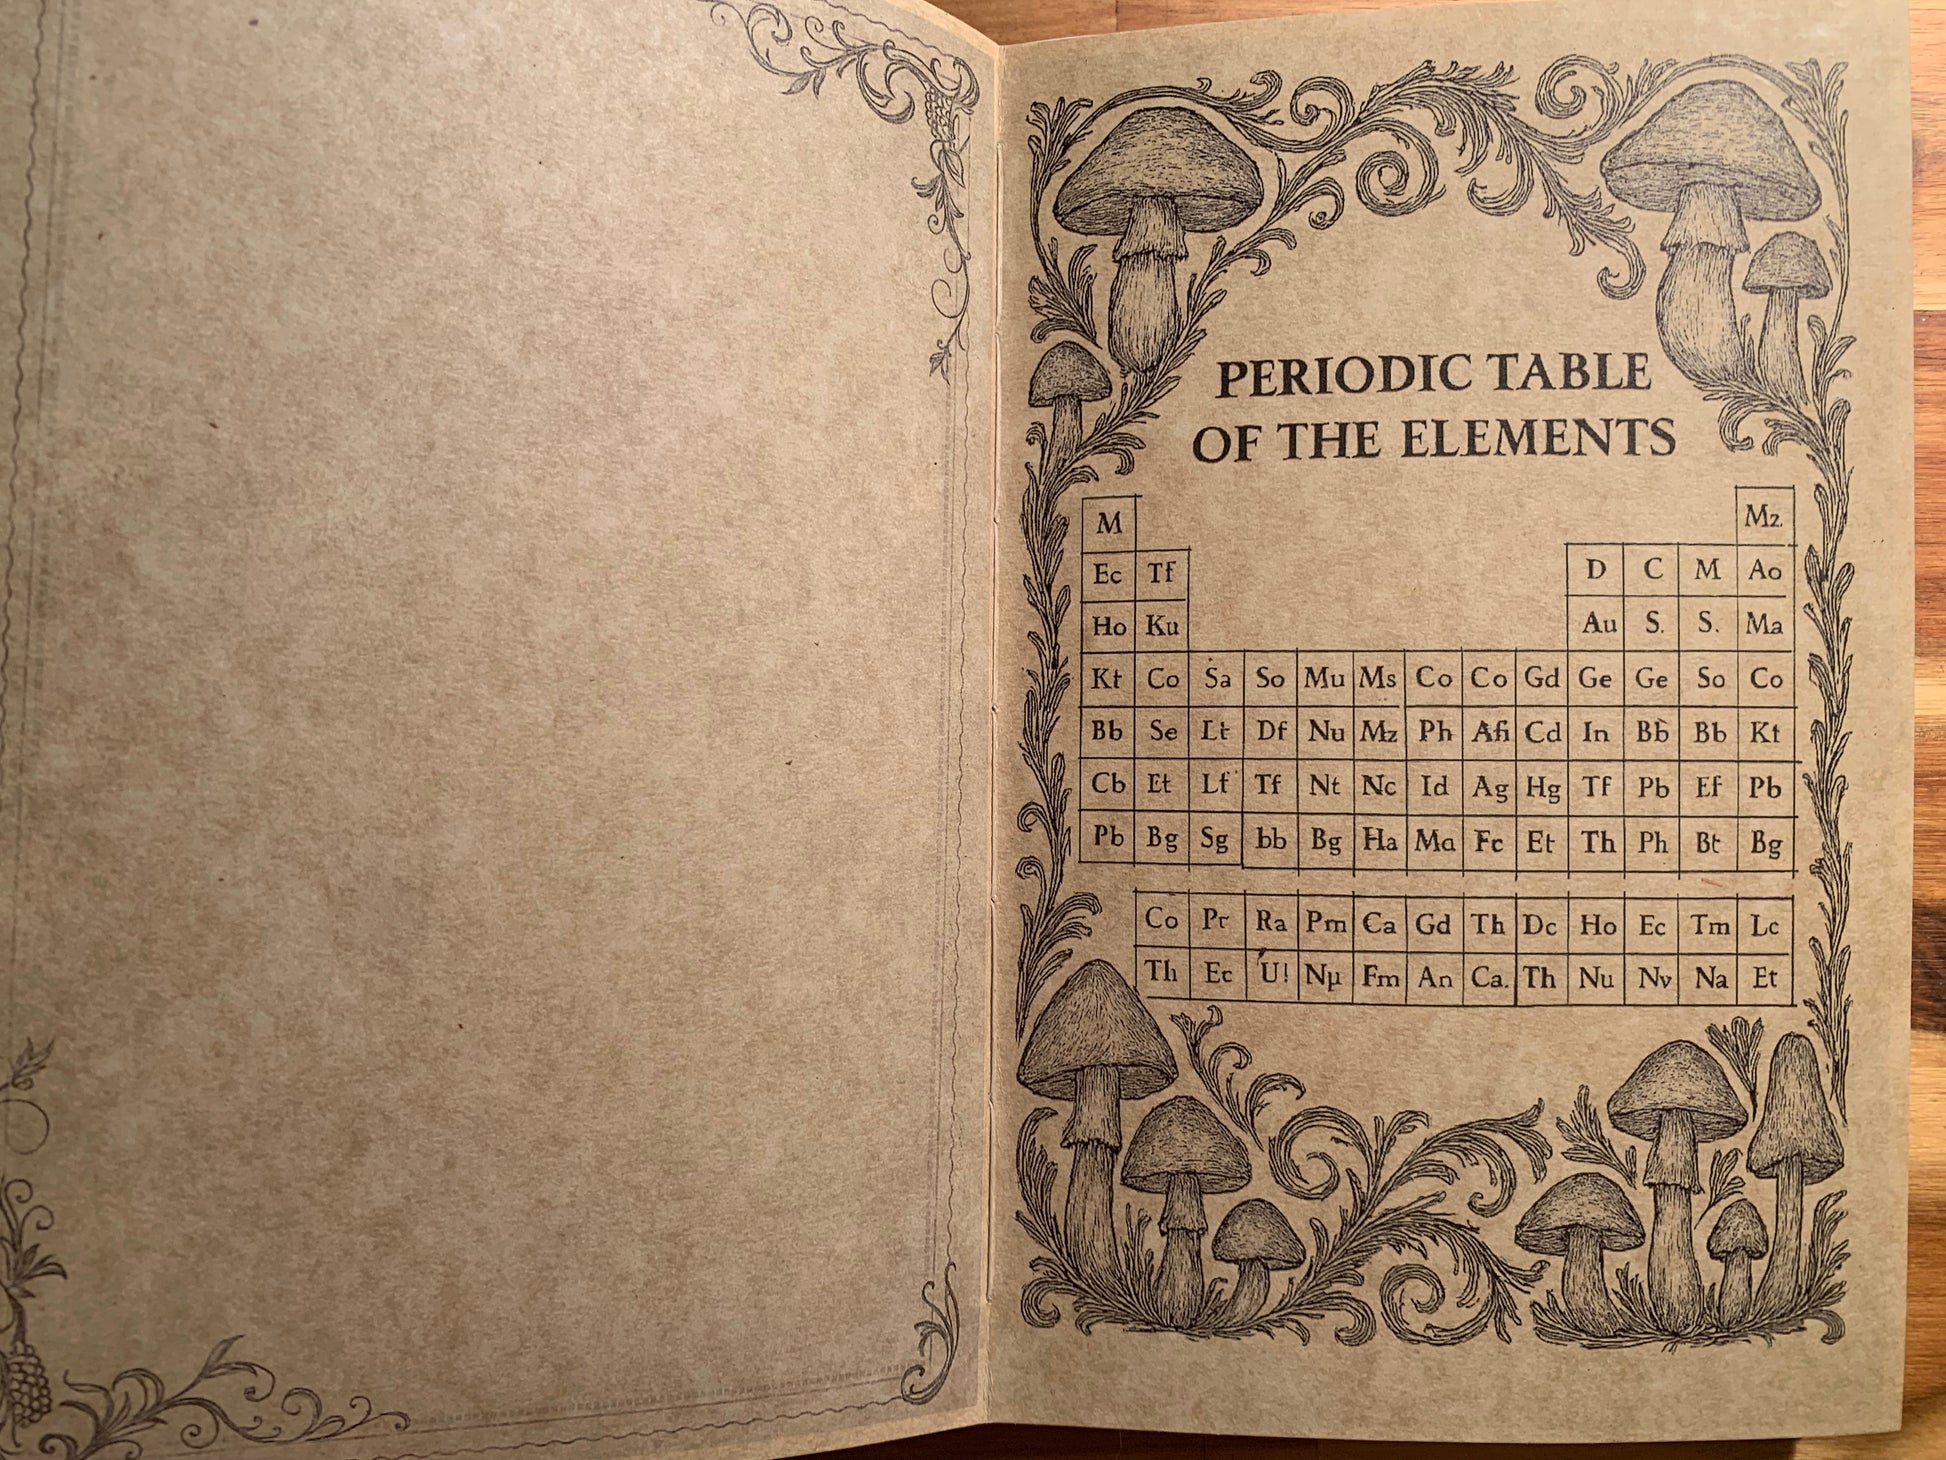 PERIODIC TABLE
OF THE ELEMENTS
M Mz.
Ec Tf D C M Ao
Ho Ku Au S. S. Ma
Kt Co Sa So Mu Ms Co Co Gd Ge Ge So Co
Bb Se Lt Df Nu Mz Ph Afi Cd In Bb Bb Kt
Cb Et Lf Tf Nt Nc Id Ag Hg Tf Pb Ef Pb
Pb Bg Sg bb Bg Ha Ma Fc Et Th Ph Bt Bg
Co Pr Ra Pm Ca Gd Th Dc Ho Ec Tm Lc
Th Ec U! Nµ Fm An Ca. Th Nu Nv Na Et